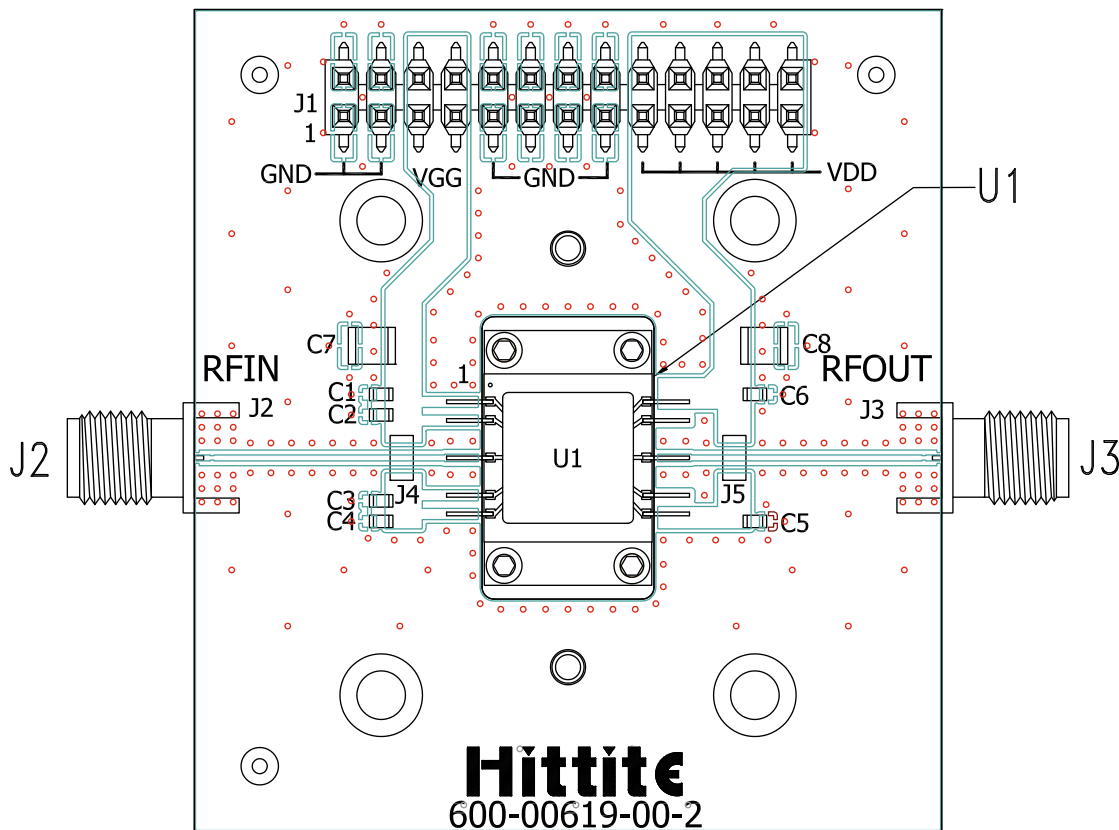 J1
1
GND
VGG
GND
VDD
U1
C7
C8
RFIN
RFOUT
1
C1
C2
C6
J2
J3
J2
U1
J3
J4
J5
C3
C4
C5
Hittite
600-00619-00-2